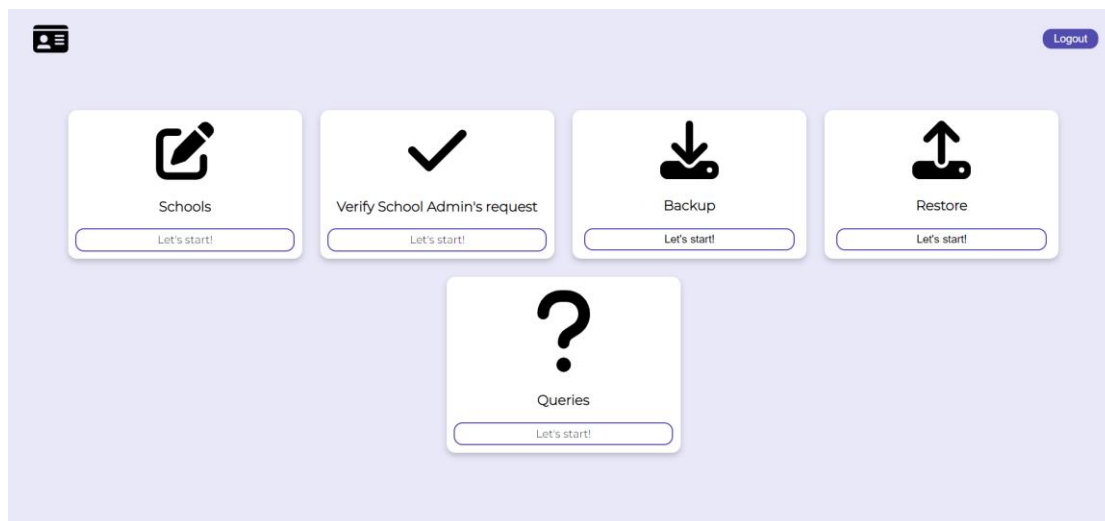 Logout
Schools
Let's start!
Verify School Admin's request
Let's start!
Backup
Let's start!
Restore
Let's start!
Queries
Let's start!